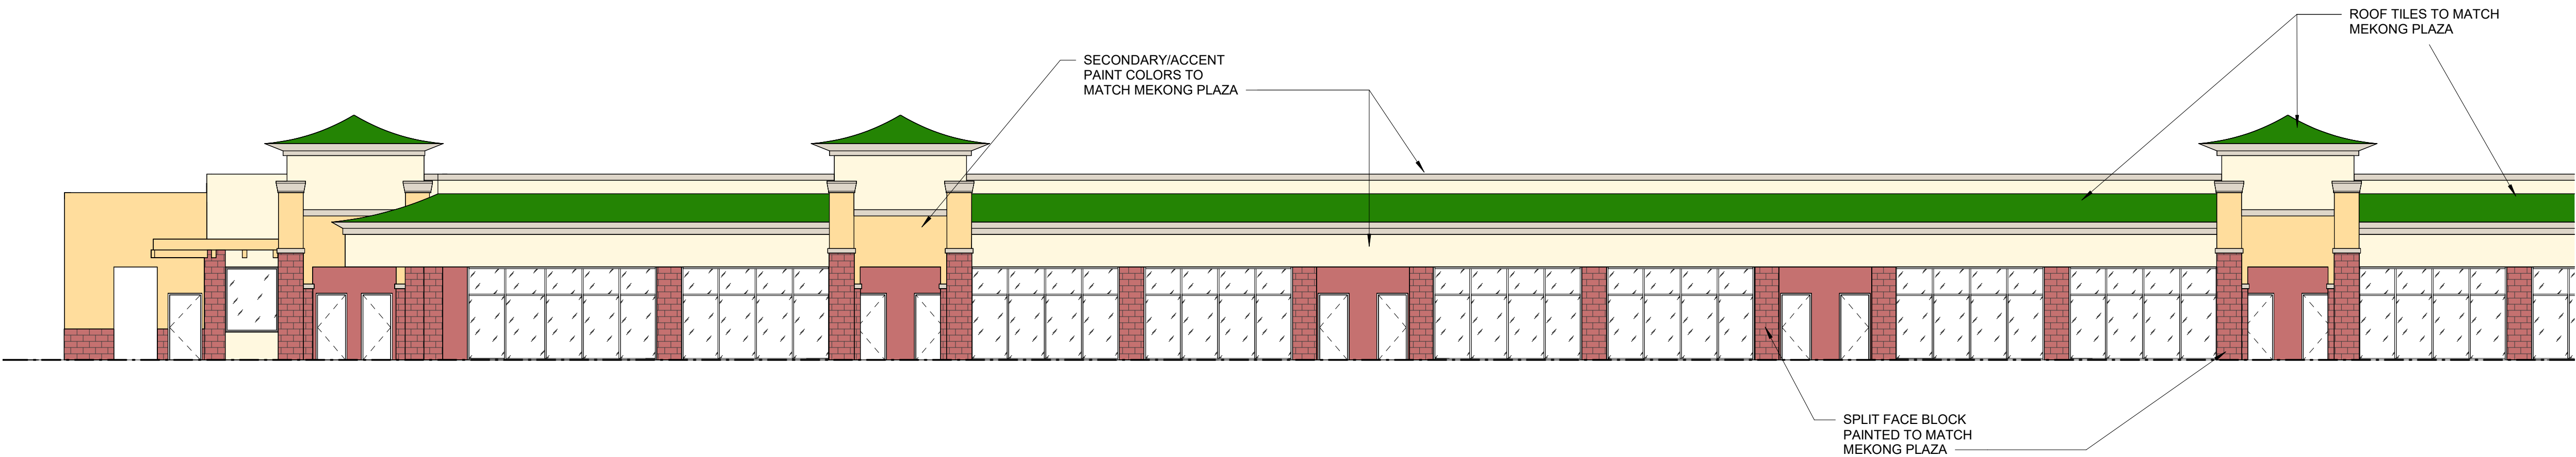 ROOF TILES TO MATCH
MEKONG PLAZA
SECONDARY/ACCENT
PAINT COLORS TO
MATCH MEKONG PLAZA
SPLIT FACE BLOCK
PAINTED TO MATCH
MEKONG PLAZA